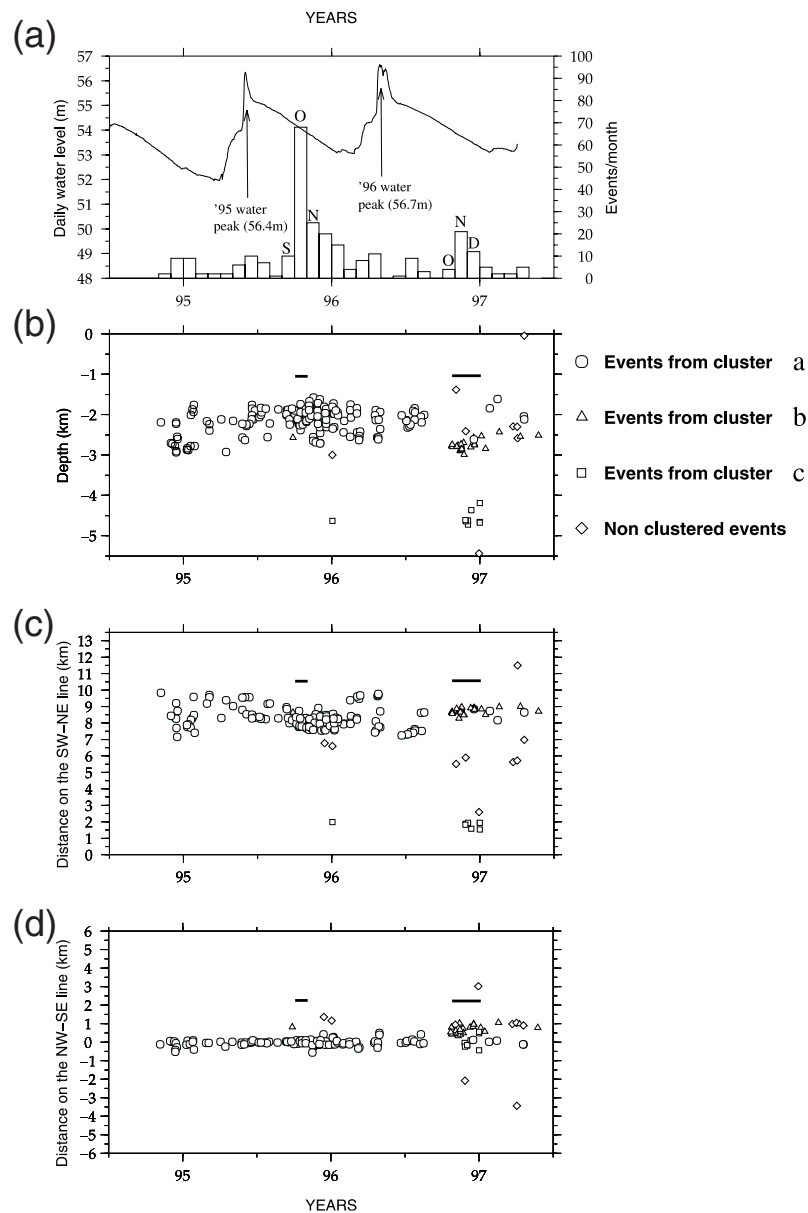 YEARS
(a)
57
56
55
54
53
52
51
50
49
48
Daily water level (m)
100
90
80
70
60
50
40
30
20
10
0
Events/month
'95 water
peak (56.4m)
'96 water
peak (56.7m)
S
O
N
O
N
D
95
96
97
(b)
0
−1
−2
−3
−4
−5
Depth (km)
95
96
97
Events from cluster a
Events from cluster b
Events from cluster c
Non clustered events
(c)
13
12
11
10
9
8
7
6
5
4
3
2
1
0
Distance on the SW−NE line (km)
95
96
97
(d)
6
5
4
3
2
1
0
−1
−2
−3
−4
−5
−6
Distance on the NW−SE line (km)
95
96
97
YEARS